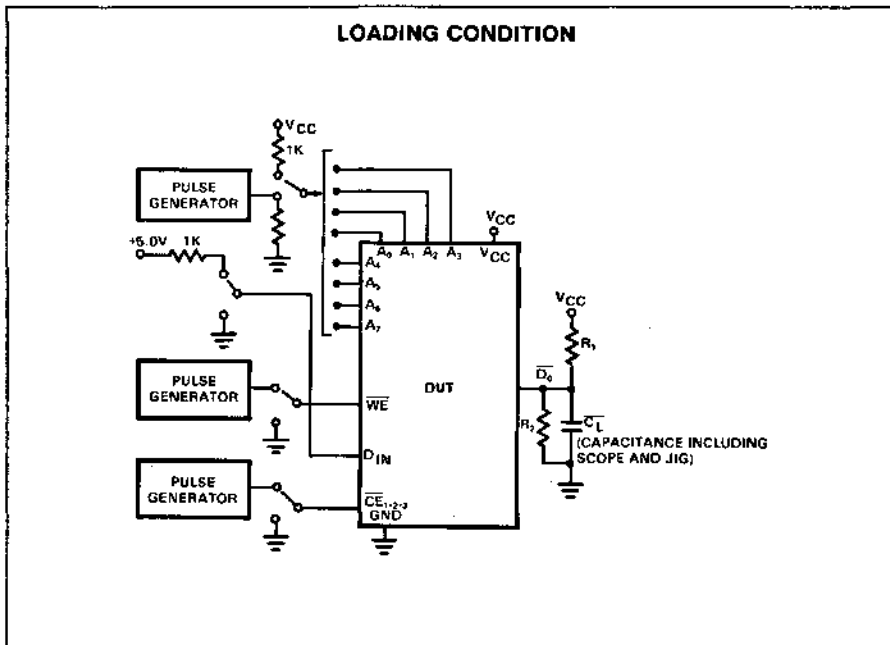 LOADING CONDITION
VCC
1K
PULSE
GENERATOR
+5.0V 1K
A0 A1 A2 A3
VCC
VCC
A4
A5
A6
A7
VCC
R1
D0
DUT
R2
CL
(CAPACITANCE INCLUDING
SCOPE AND JIG)
PULSE
GENERATOR
WE
DIN
PULSE
GENERATOR
CE1-2-3
GND